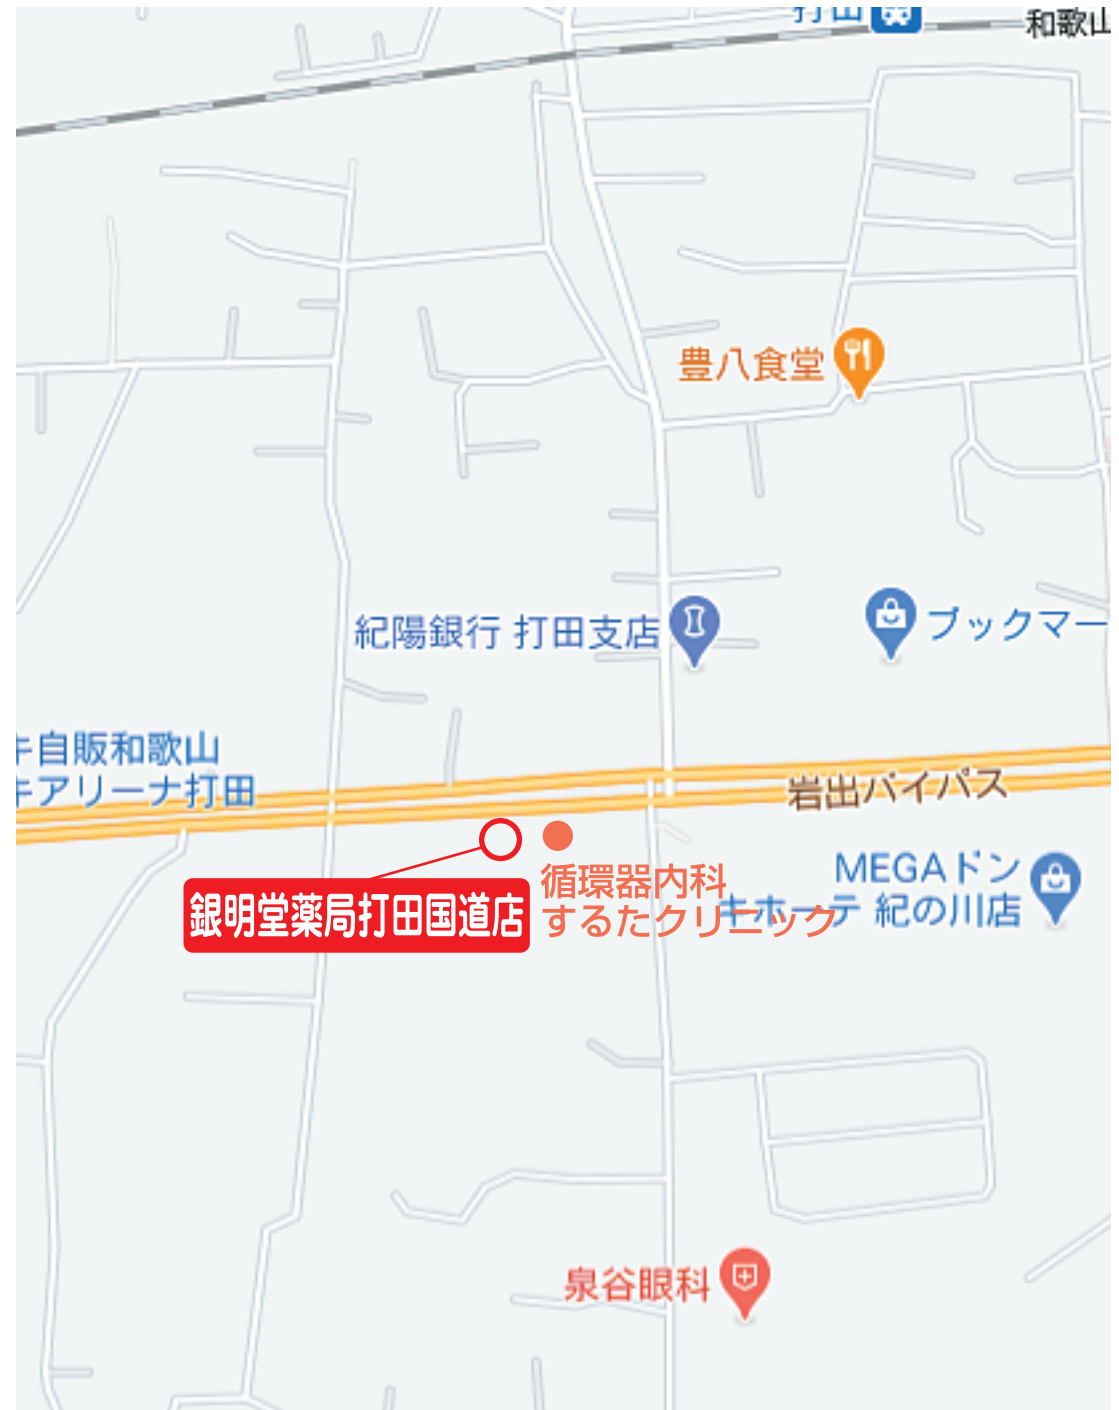 和歌山
豊八食堂
紀陽銀行 打田支店
ブックマー
キ自販和歌山
キアリーナ打田
岩出バイパス
銀明堂薬局打田国道店
循環器内科
するたクリニック
MEGAドン
キホーテ 紀の川店
泉谷眼科